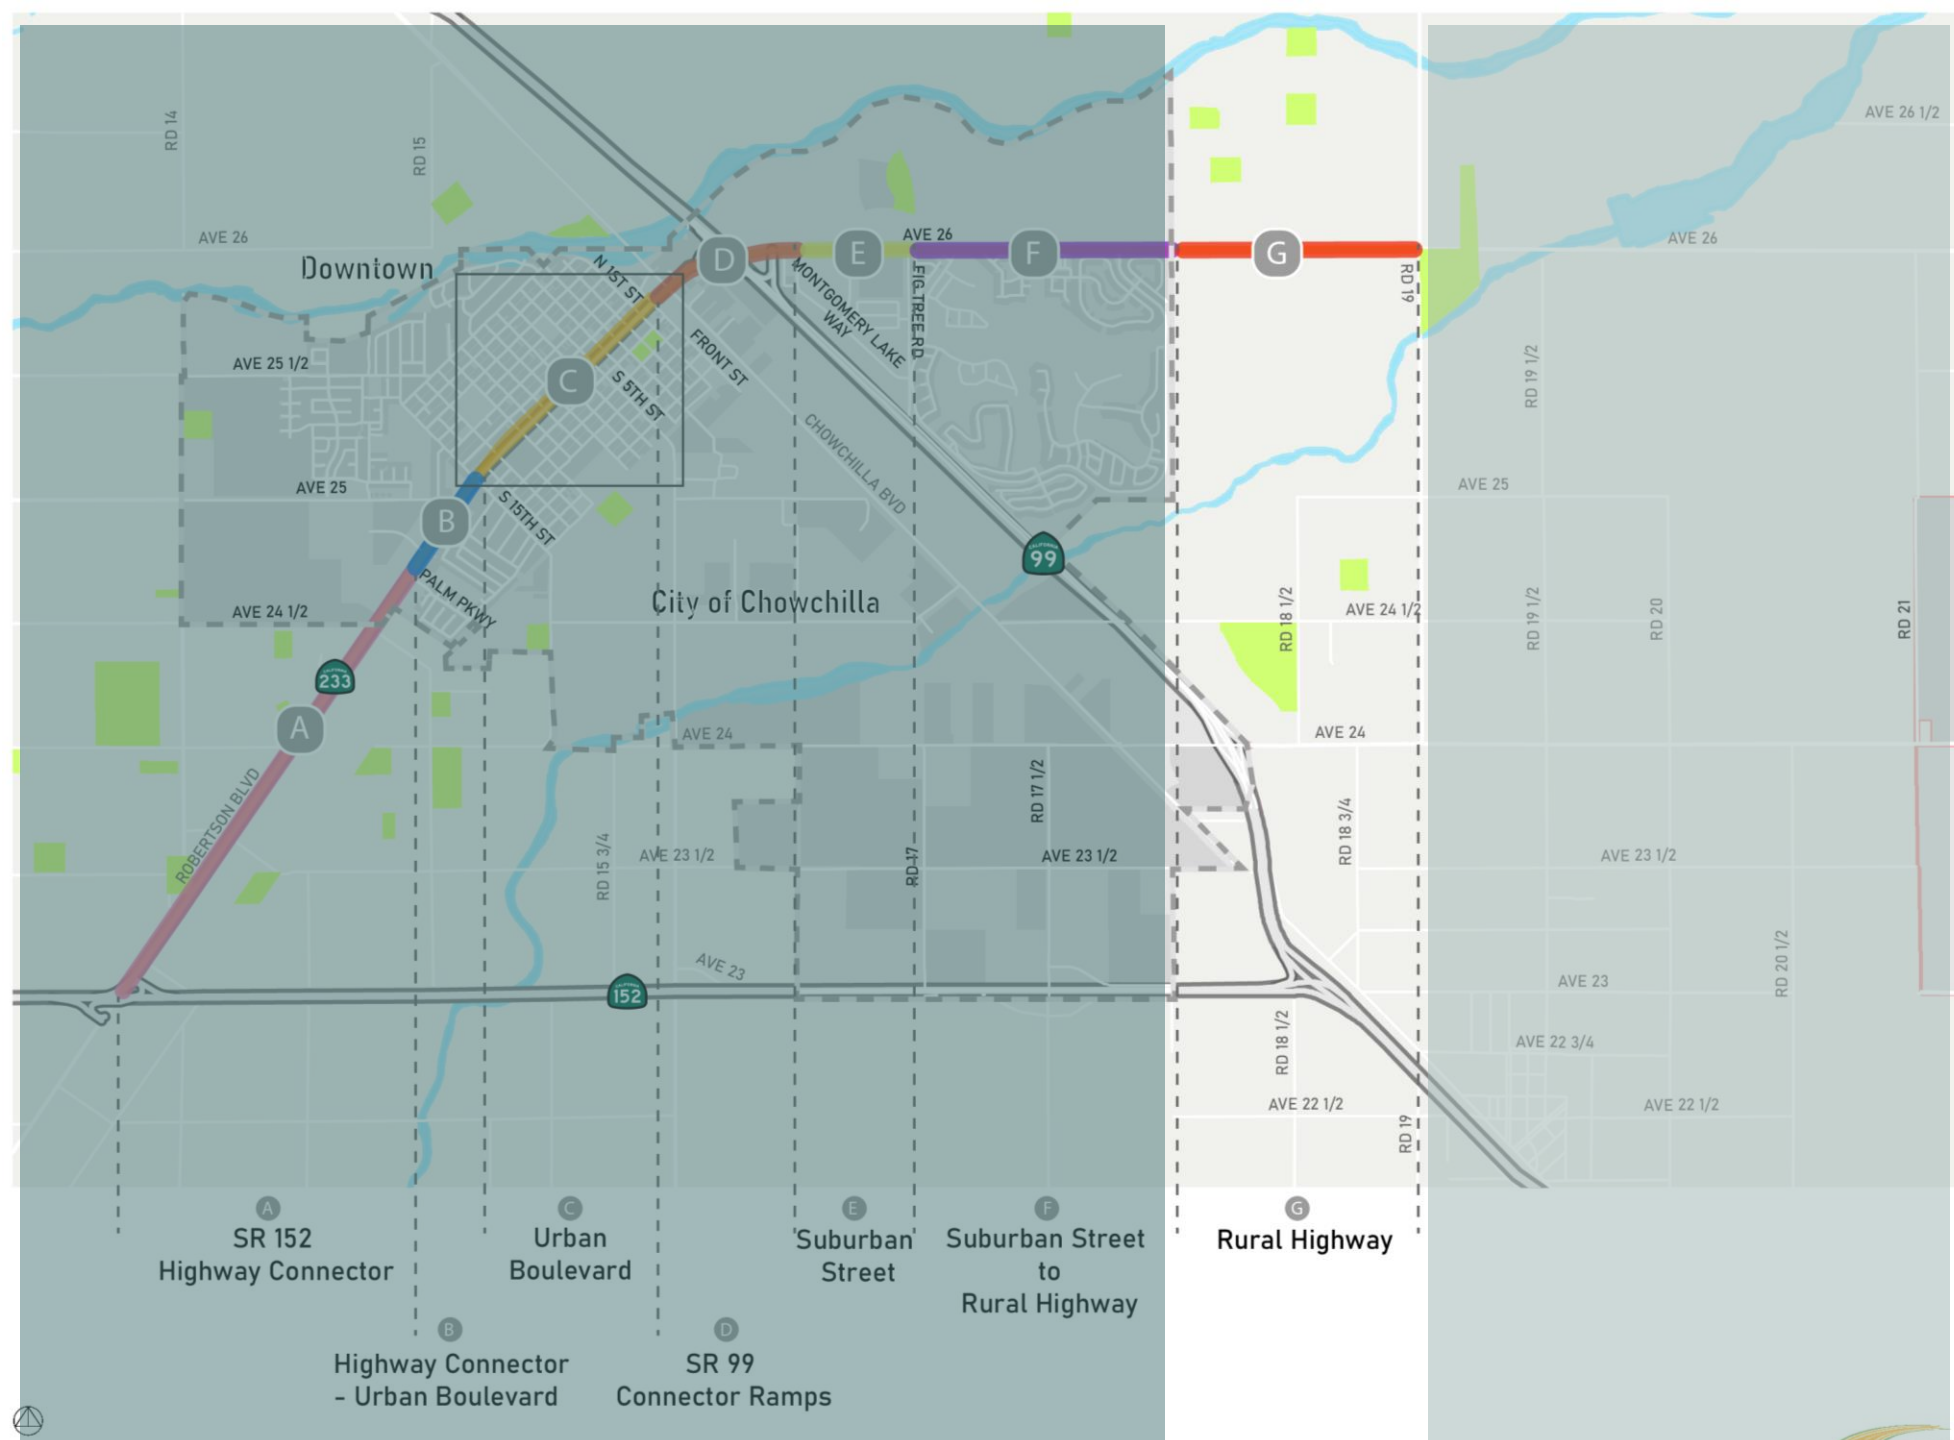 RD 14
RD 15
AVE 26 1/2
AVE 26
Downtown
N 1ST ST
D
MONTGOMERY LAKE
WAY
E
AVE 26
FIG TREE RD
F
G
RD 19
AVE 26
AVE 25 1/2
C
S 5TH ST
FRONT ST
CHOWCHILLA BVD
RD 19 1/2
AVE 25
B
S 15TH ST
CALIFORNIA
99
AVE 25
AVE 24 1/2
PALM PKWY
City of Chowchilla
RD 18 1/2
AVE 24 1/2
RD 19 1/2
RD 20
RD 21
CALIFORNIA
233
A
ROBERTSON BLVD
AVE 24
RD 17 1/2
AVE 24
RD 18 3/4
RD 15 3/4
AVE 23 1/2
RD 17
AVE 23 1/2
AVE 23 1/2
AVE 23
CALIFORNIA
152
AVE 23
RD 20 1/2
RD 18 1/2
AVE 22 3/4
AVE 22 1/2
RD 19
AVE 22 1/2
A
SR 152
Highway Connector
C
Urban
Boulevard
E
Suburban
Street
F
Suburban Street
to
Rural Highway
G
Rural Highway
B
Highway Connector
- Urban Boulevard
D
SR 99
Connector Ramps